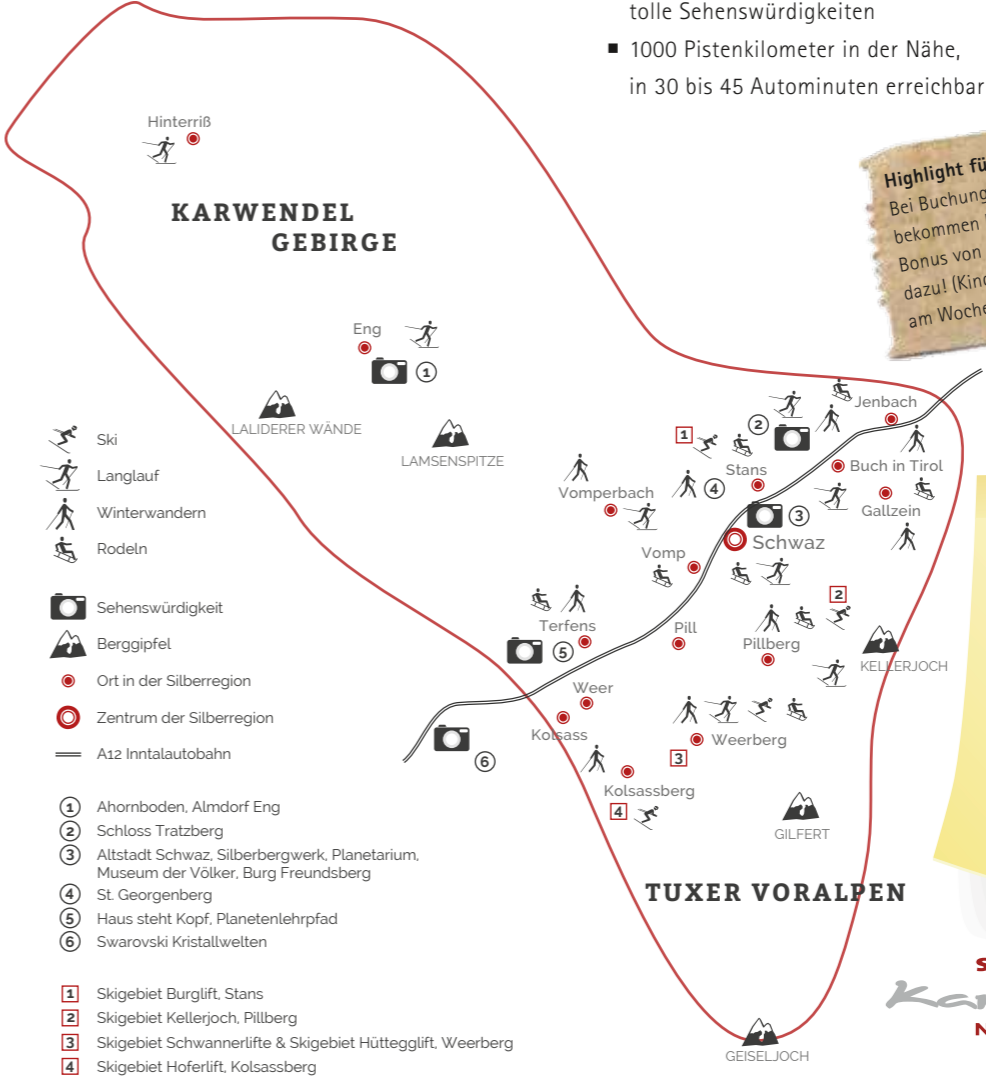 tolle Sehenswürdigkeiten
■ 1000 Pistenkilometer in der Nähe,
in 30 bis 45 Autominuten erreichbar
Highlight fü
Bei Buchung
bekommen
Bonus von
dazu! (Kind
am Woche
Hinterriß
KARWENDEL
GEBIRGE
Eng
1
LALIDERER WÄNDE
LAMSENSPITZE
Jenbach
2
1
Stans
Buch in Tirol
4
Vomperbach
Gallzein
3
Schwaz
Vomp
2
Terfens
Pill
Pillberg
5
KELLERJOCH
Weer
Kolsass
Weerberg
6
3
Kolsassberg
4
GILFERT
TUXER VORALPEN
GEISELJOCH
Ski
Langlauf
Winterwandern
Rodeln
Sehenswürdigkeit
Berggipfel
Ort in der Silberregion
Zentrum der Silberregion
A12 Inntalautobahn
1 Ahornboden, Almdorf Eng
2 Schloss Tratzberg
3 Altstadt Schwaz, Silberbergwerk, Planetarium,
Museum der Völker, Burg Freundsberg
4 St. Georgenberg
5 Haus steht Kopf, Planetenlehrpfad
6 Swarovski Kristallwelten
1 Skigebiet Burglift, Stans
2 Skigebiet Kellerjoch, Pillberg
3 Skigebiet Schwannerlifte & Skigebiet Hüttegglift, Weerberg
4 Skigebiet Hoferlift, Kolsassberg
S
Kar
N